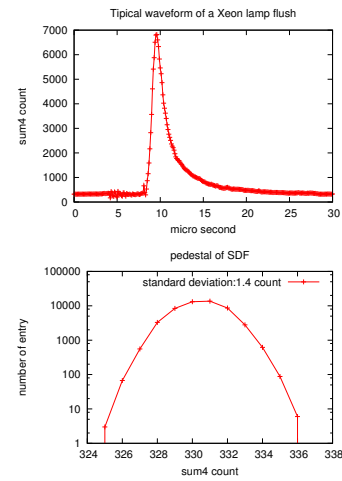 Tipical waveform of a Xeon lamp flush
7000
6000
5000
4000
3000
2000
1000
0
sum4 count
0 5 10 15 20 25 30
micro second
pedestal of SDF
100000
10000
1000
100
10
1
number of entry
standard deviation:1.4 count
324 326 328 330 332 334 336 338
sum4 count